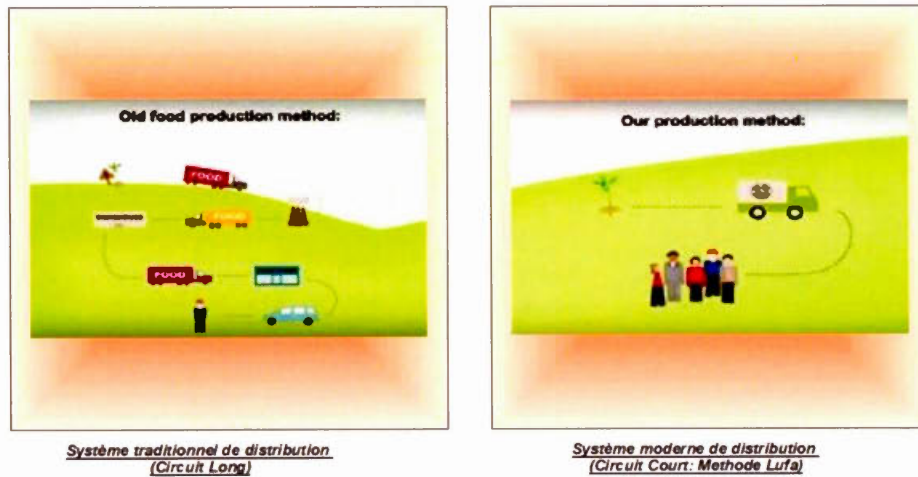 Old food production method:
FOOD
FOOD
FOOD
Our production method:
Système traditionnel de distribution
(Circuit Long)
Système moderne de distribution
(Circuit Court: Methode Lufa)